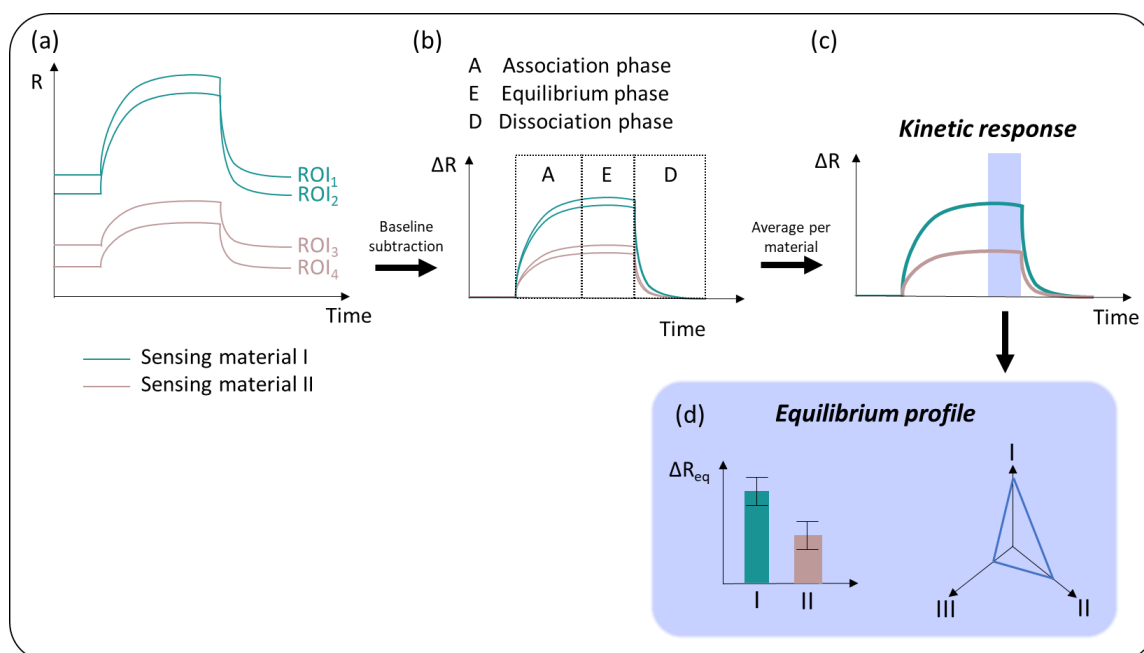 (a)
R
ROI₁
ROI₂
ROI₃
ROI₄
Time
Sensing material I
Sensing material II
Baseline
subtraction
(b)
A Association phase
E Equilibrium phase
D Dissociation phase
ΔR
A E D
Time
Average per
material
(c)
Kinetic response
ΔR
Time
(d)
Equilibrium profile
ΔReq
I II
I
III II